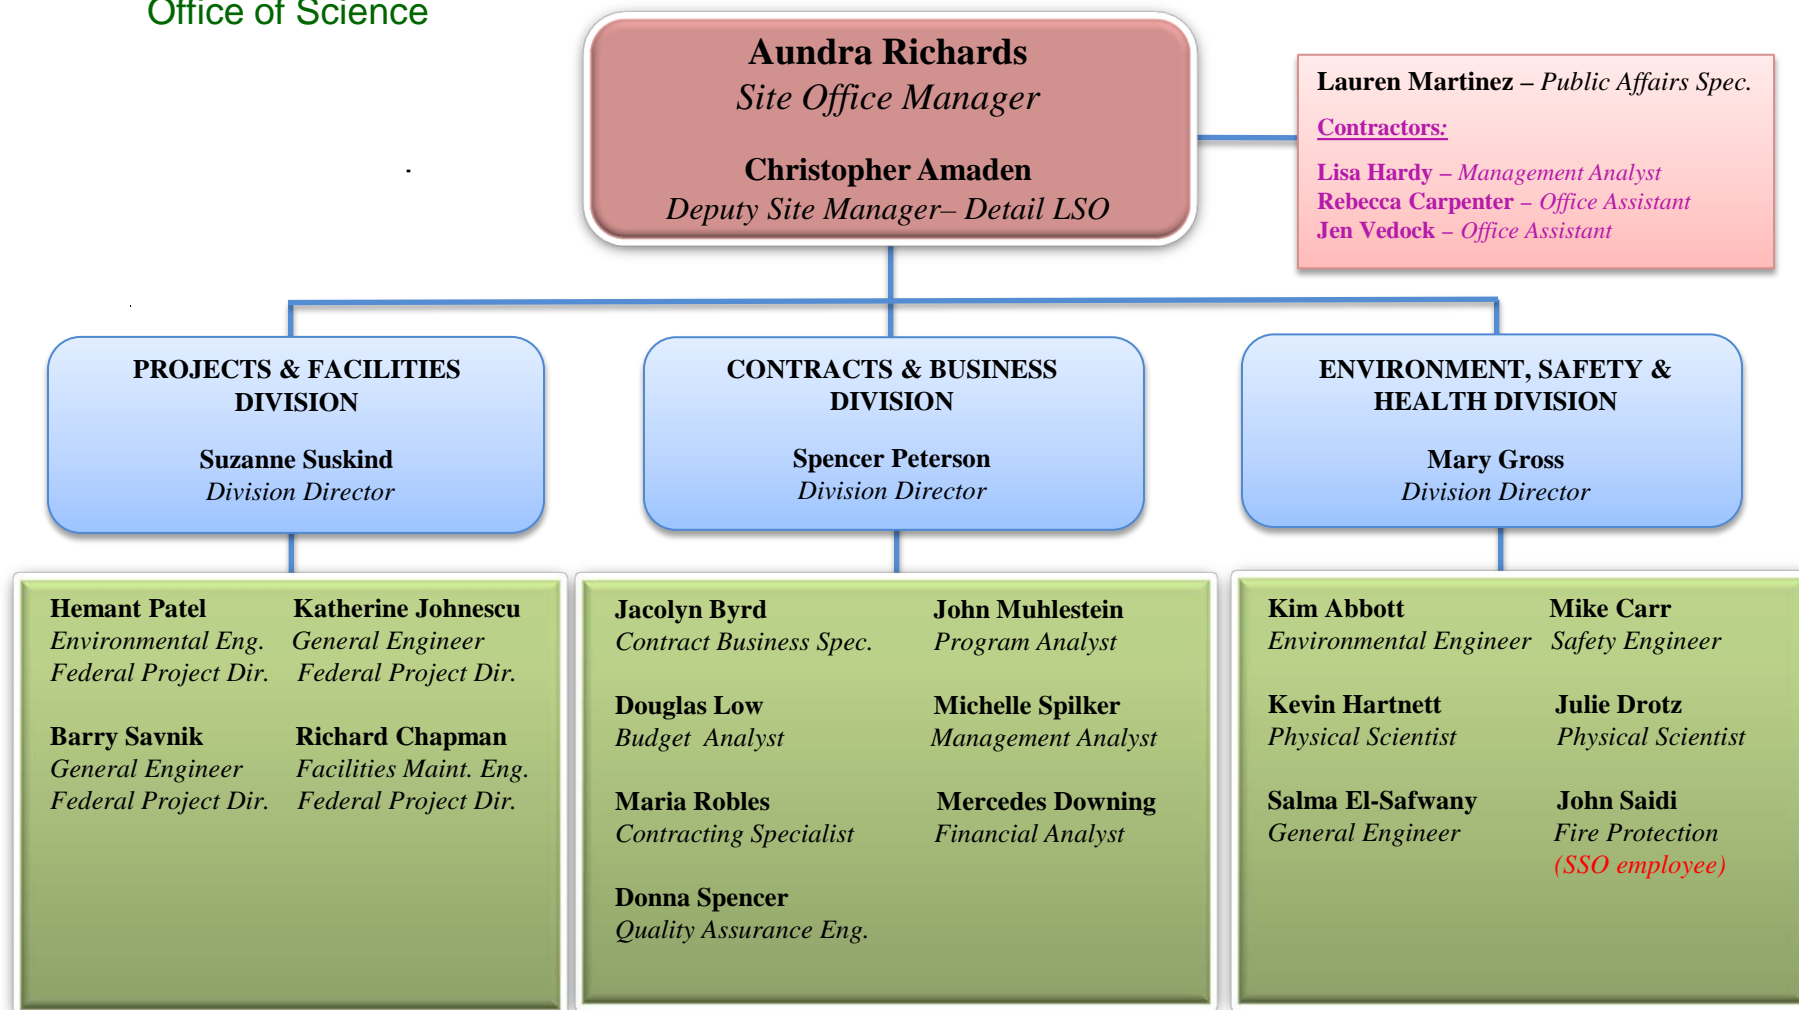 Office of Science
Aundra Richards
Site Office Manager
Christopher Amaden
Deputy Site Manager– Detail LSO
Lauren Martinez – Public Affairs Spec.
Contractors:
Lisa Hardy – Management Analyst
Rebecca Carpenter – Office Assistant
Jen Vedock – Office Assistant
PROJECTS & FACILITIES
DIVISION
Suzanne Suskind
Division Director
CONTRACTS & BUSINESS
DIVISION
Spencer Peterson
Division Director
ENVIRONMENT, SAFETY &
HEALTH DIVISION
Mary Gross
Division Director
Hemant Patel
Environmental Eng.
Federal Project Dir.
Katherine Johnescu
General Engineer
Federal Project Dir.
Barry Savnik
General Engineer
Federal Project Dir.
Richard Chapman
Facilities Maint. Eng.
Federal Project Dir.
Jacolyn Byrd
Contract Business Spec.
John Muhlestein
Program Analyst
Douglas Low
Budget Analyst
Michelle Spilker
Management Analyst
Maria Robles
Contracting Specialist
Mercedes Downing
Financial Analyst
Donna Spencer
Quality Assurance Eng.
Kim Abbott
Environmental Engineer
Mike Carr
Safety Engineer
Kevin Hartnett
Physical Scientist
Julie Drotz
Physical Scientist
Salma El-Safwany
General Engineer
John Saidi
Fire Protection
(SSO employee)